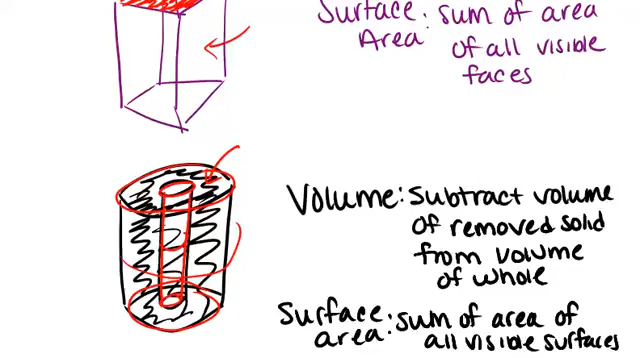 Surface: sum of area
Area: of all visible
faces
Volume: Subtract volume
of removed solid
from volume
of whole
Surface: sum of area of
area: all visible surfaces